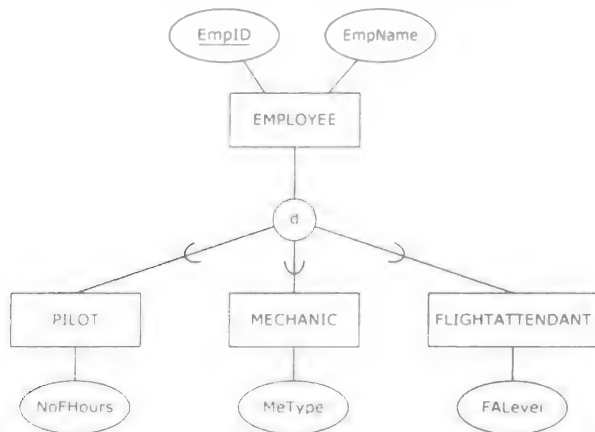 EmpID
EmpName
EMPLOYEE
d
PILOT
MECHANIC
FLIGHTATTENDANT
NoFHours
MeType
FALevel